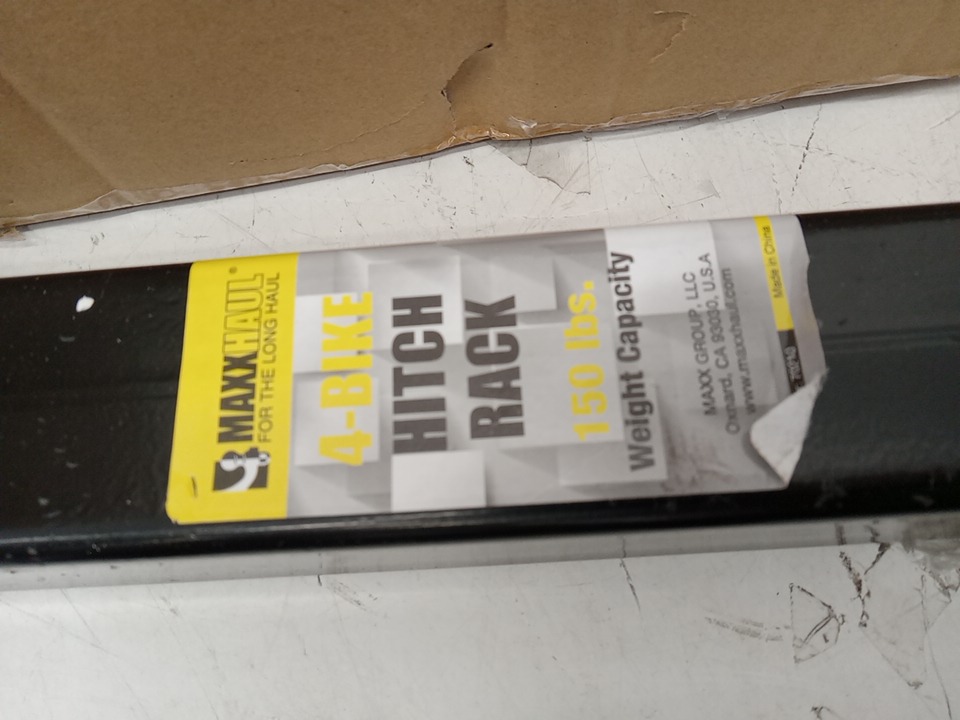 MAXXHAUL®
FOR THE LONG HAUL
4-BIKE
HITCH
RACK
150 lbs.
Weight Capacity
MAXX GROUP, LLC
Oxnard, CA 93030, U.S.A
www.maxxhaul.com
Made in China